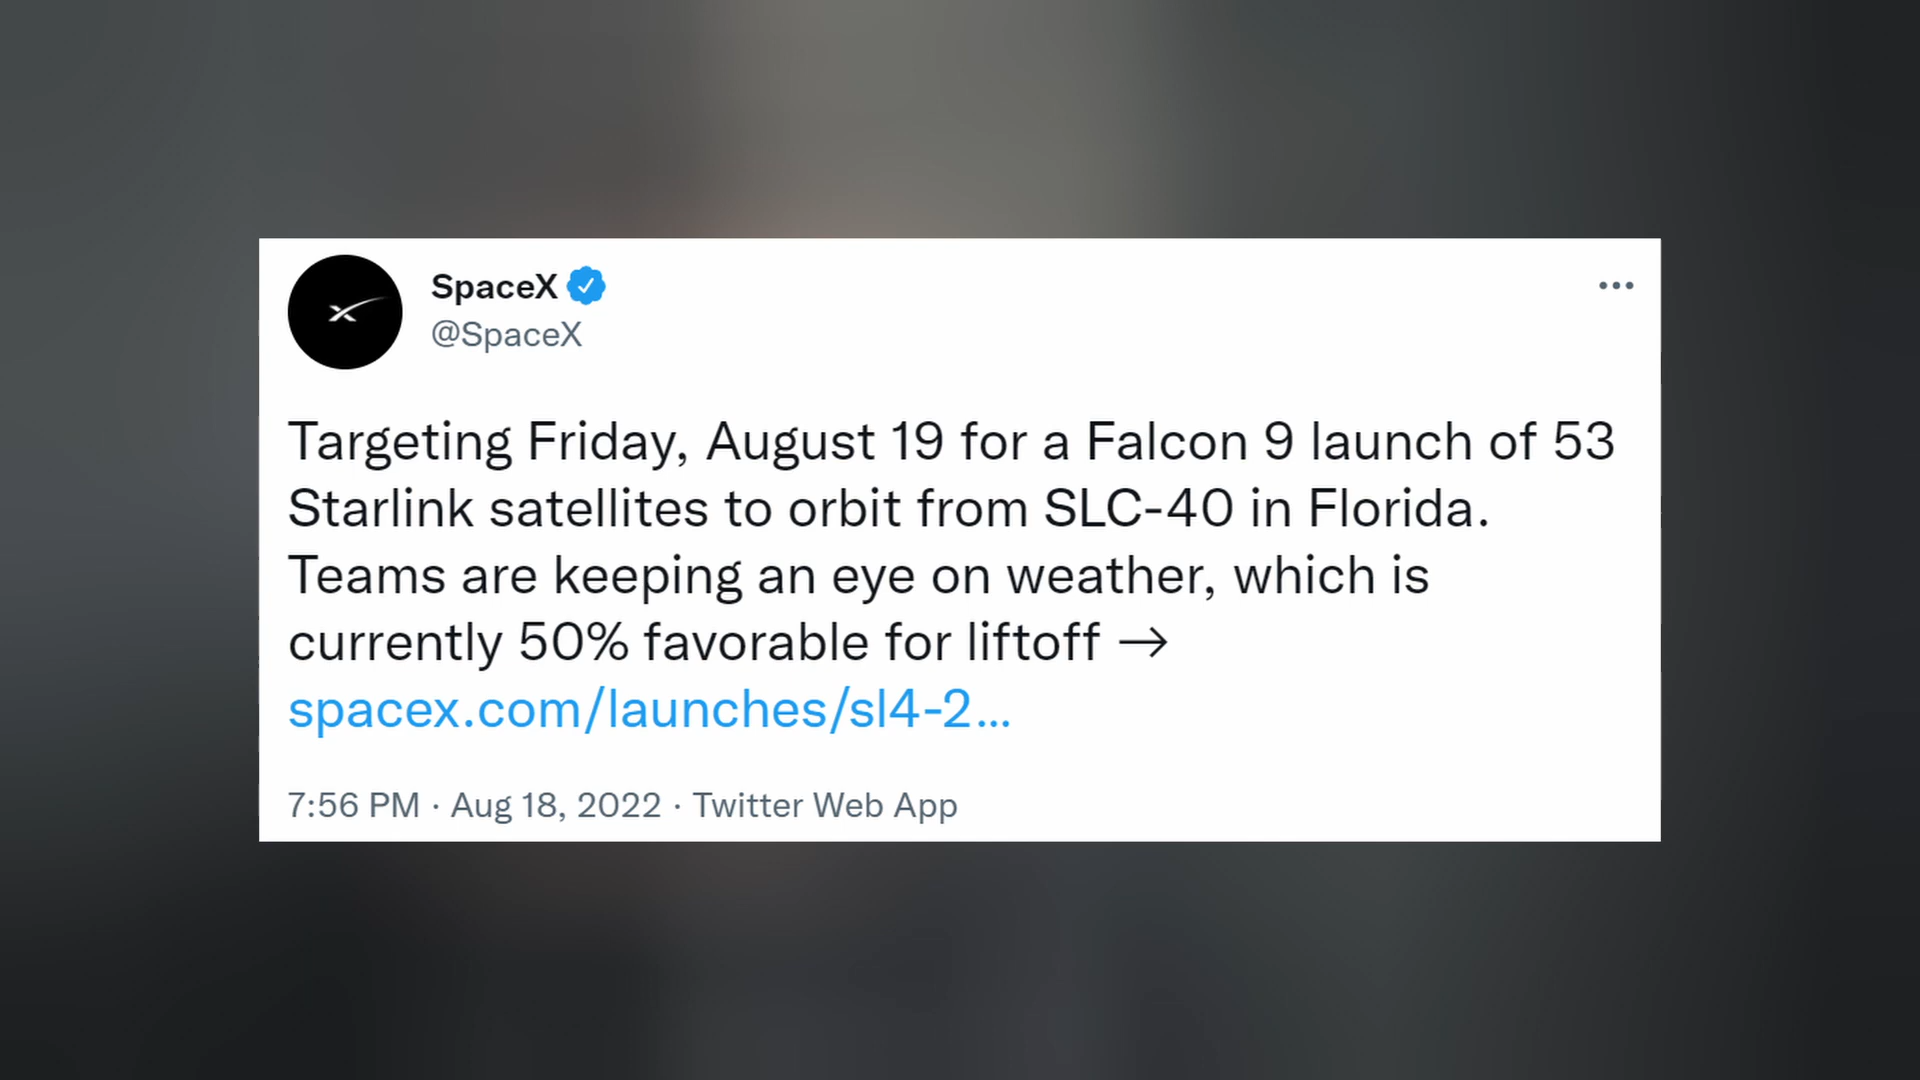 SpaceX
@SpaceX
Targeting Friday, August 19 for a Falcon 9 launch of 53
Starlink satellites to orbit from SLC-40 in Florida.
Teams are keeping an eye on weather, which is
currently 50% favorable for liftoff →
spacex.com/launches/sl4-2...
7:56 PM · Aug 18, 2022 · Twitter Web App